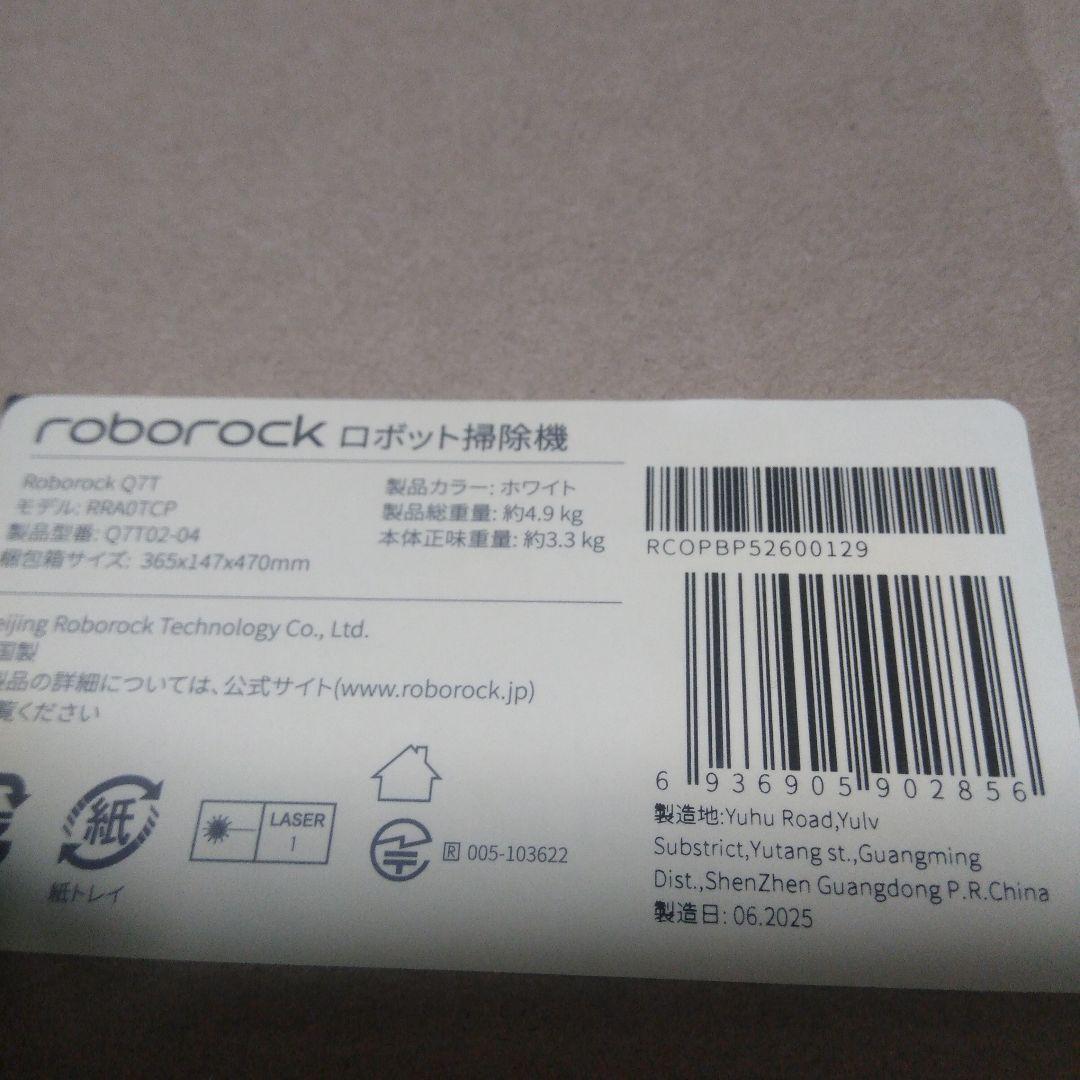 roborock ロボット掃除機
Roborock Q7T
モデル: RRA0TCP
製品型番: Q7T02-04
梱包箱サイズ: 365x147x470mm
製品カラー: ホワイト
製品総重量: 約4.9 kg
本体正味重量: 約3.3 kg
eijing Roborock Technology Co., Ltd.
国製
製品の詳細については、公式サイト(www.roborock.jp)
覧ください
紙
紙トレイ
LASER
1
R 005-103622
RCOPBP52600129
6 936905 902856
製造地:Yuhu Road,Yulv
Substrict,Yutang st.,Guangming
Dist.,ShenZhen Guangdong P.R.China
製造日: 06.2025